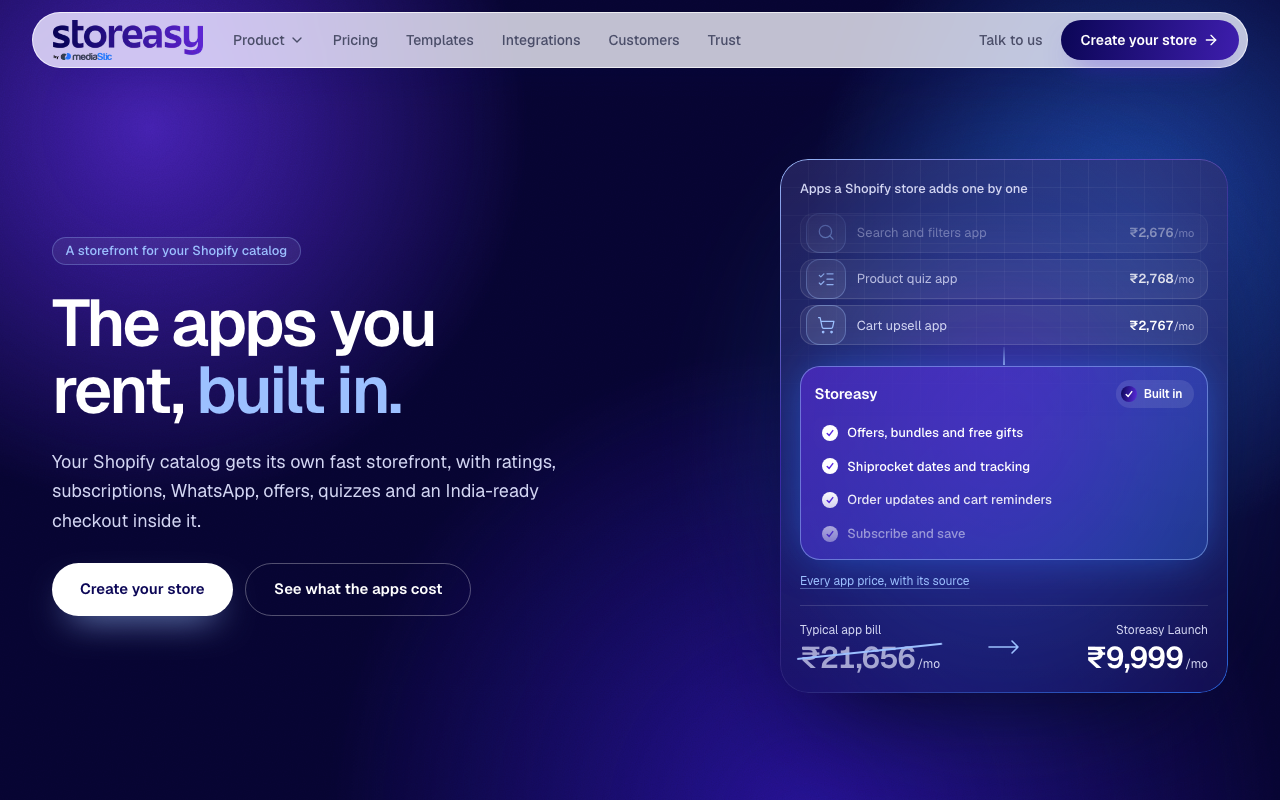 storeasy
by mediaStic
Product
Pricing
Templates
Integrations
Customers
Trust
Talk to us
Create your store
A storefront for your Shopify catalog
The apps you
rent, built in.
Your Shopify catalog gets its own fast storefront, with ratings,
subscriptions, WhatsApp, offers, quizzes and an India-ready
checkout inside it.
Create your store
See what the apps cost
Apps a Shopify store adds one by one
Search and filters app ₹2,676/mo
Product quiz app ₹2,768/mo
Cart upsell app ₹2,767/mo
Storeasy
Built in
Offers, bundles and free gifts
Shiprocket dates and tracking
Order updates and cart reminders
Subscribe and save
Every app price, with its source
Typical app bill
₹21,656/mo
Storeasy Launch
₹9,999/mo